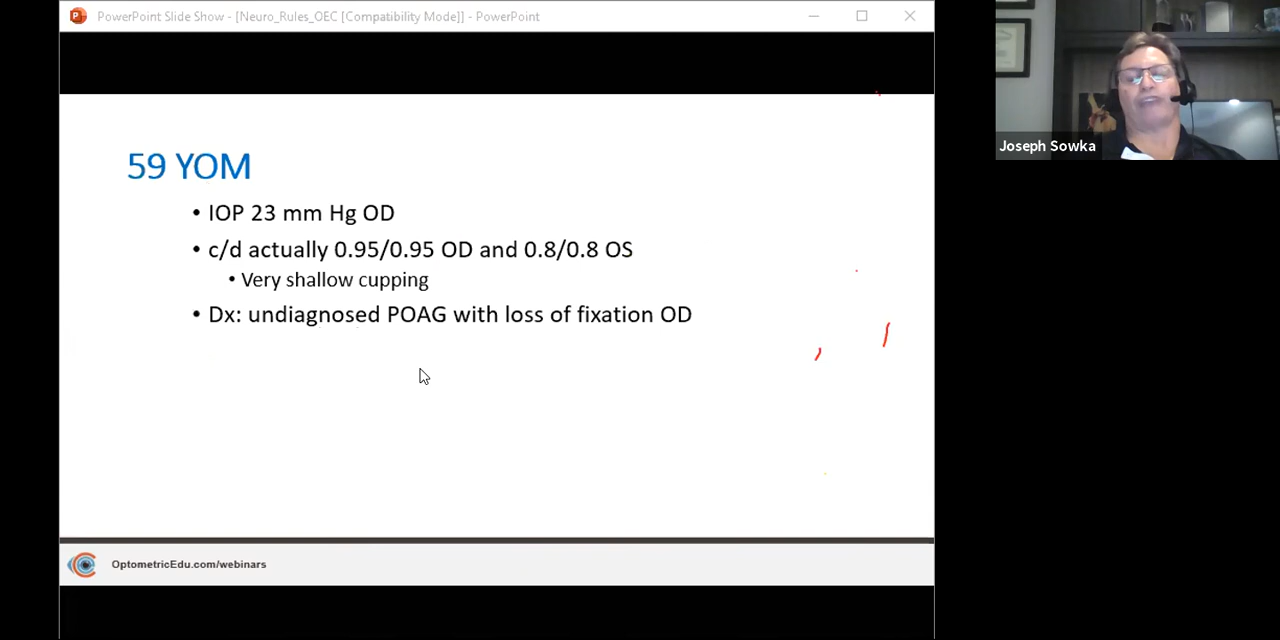 PowerPoint Slide Show - [Neuro_Rules_OEC [Compatibility Mode]] - PowerPoint
59 YOM
• IOP 23 mm Hg OD
• c/d actually 0.95/0.95 OD and 0.8/0.8 OS
• Very shallow cupping
• Dx: undiagnosed POAG with loss of fixation OD
OptometricEdu.com/webinars
Joseph Sowka